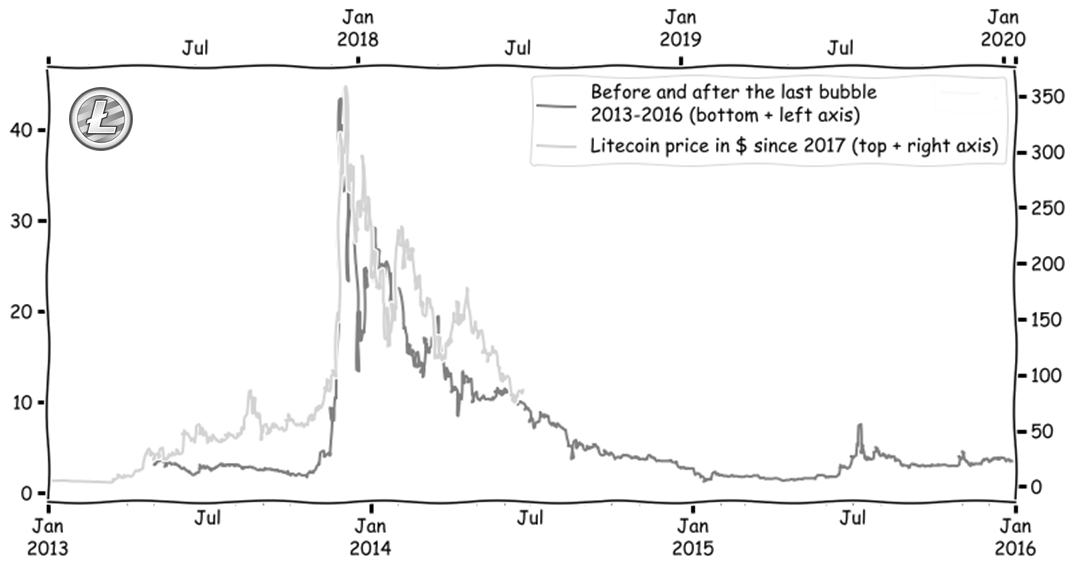 Jan Jan Jan
Jul 2018 Jul 2019 Jul 2020
Before and after the last bubble
2013-2016 (bottom + left axis)
Litecoin price in $ since 2017 (top + right axis)
40
30
20
10
0
350
300
250
200
150
100
50
0
Jan Jul Jan Jul Jan Jul Jan
2013 2014 2015 2016